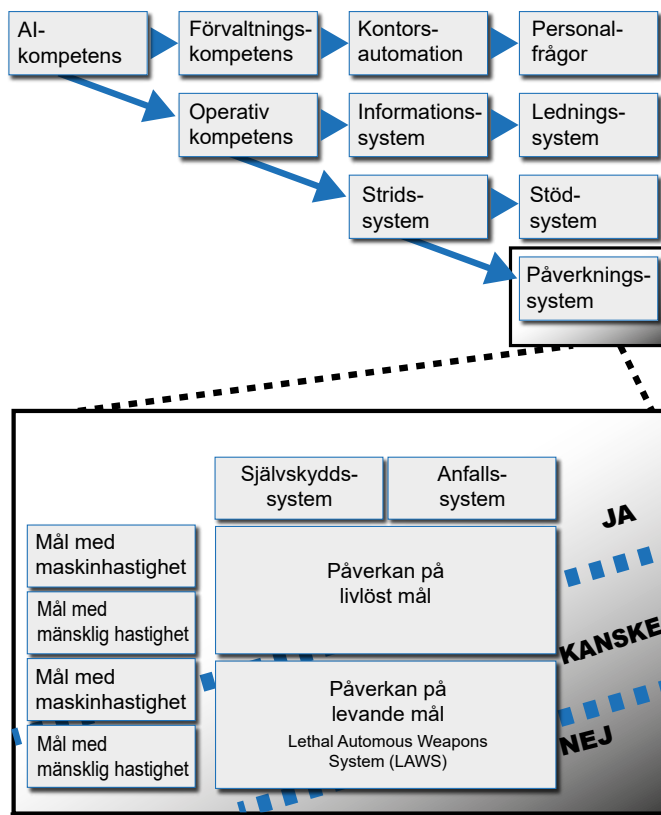 AI-
kompetens
Förvaltnings-
kompetens
Kontors-
automation
Personal-
frågor
Operativ
kompetens
Informations-
system
Lednings-
system
Strids-
system
Stöd-
system
Påverknings-
system
Självskydds-
system
Anfalls-
system
JA
Mål med
maskinhastighet
Påverkan på
livlöst mål
Mål med
mänsklig hastighet
KANSKE
Mål med
maskinhastighet
Påverkan på
levande mål
Lethal Automous Weapons
System (LAWS)
NEJ
Mål med
mänsklig hastighet